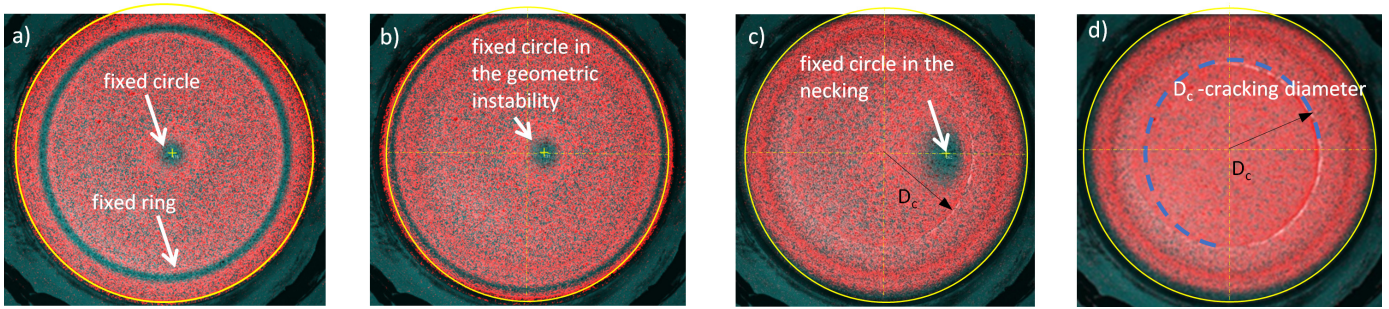 a)
fixed circle
fixed ring
b)
fixed circle in
the geometric
instability
c)
fixed circle in the
necking
Dc
d)
Dc -cracking diameter
Dc